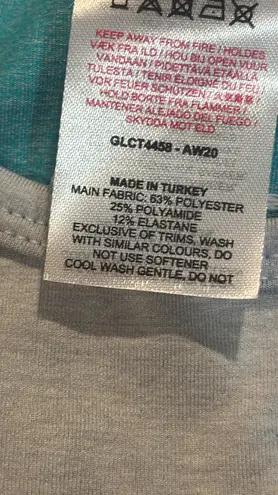 KEEP AWAY FROM FIRE / HOLDES
VÆK FRA ILD / HOU BIJ OPEN VUUR
VANDAAN / PIDETTÄVÄ ETÄÄLLÄ
TULESTA / TENIR ÉLOIGNÉ DU FEU /
VOR FEUER SCHÜTZEN /
HOLD BORTE FRA FLAMMER /
MANTENER ALEJADO DEL FUEGO /
SKYDDA MOT ELD
GLCT4458 - AW20
MADE IN TURKEY
MAIN FABRIC: 63% POLYESTER
25% POLYAMIDE
12% ELASTANE
EXCLUSIVE OF TRIMS, WASH
WITH SIMILAR COLOURS, DO
NOT USE SOFTENER
COOL WASH GENTLE, DO NOT